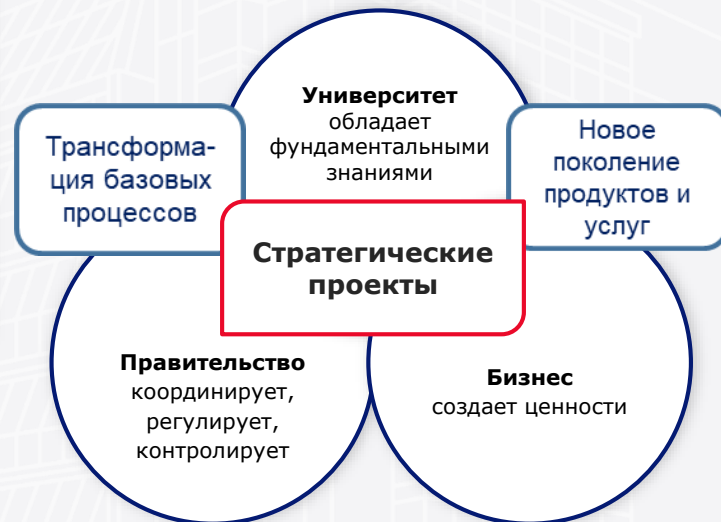 Университет
обладает
фундаментальными
знаниями
Трансформа-
ция базовых
процессов
Новое
поколение
продуктов и
услуг
Стратегические
проекты
Правительство
координирует,
регулирует,
контролирует
Бизнес
создает ценности